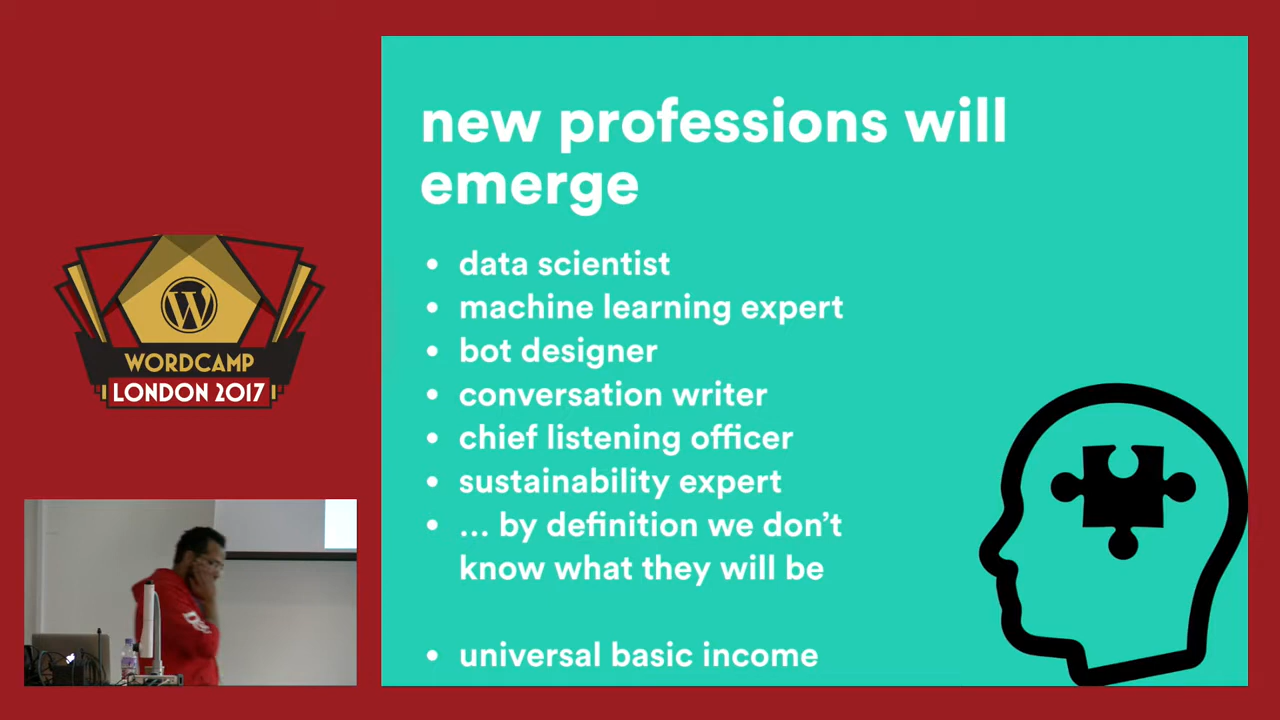 new professions will
emerge
• data scientist
• machine learning expert
• bot designer
• conversation writer
• chief listening officer
• sustainability expert
• ... by definition we don’t
know what they will be
• universal basic income
WORDCAMP
LONDON 2017